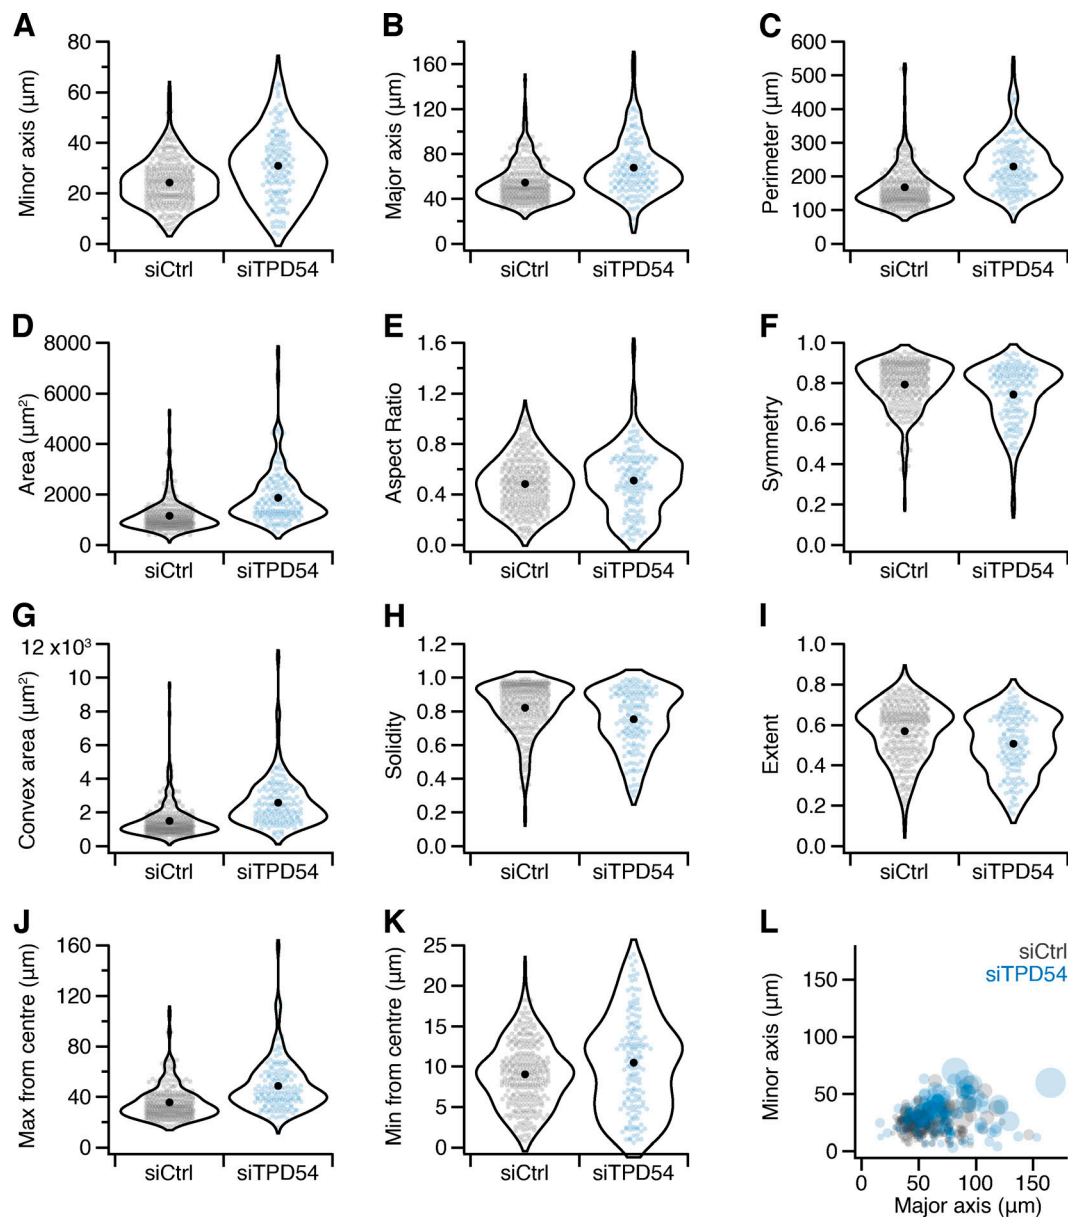 A
Minor axis (µm)
80
60
40
20
0
siCtrl
siTPD54
B
Major axis (µm)
160
120
80
40
0
siCtrl
siTPD54
C
Perimeter (µm)
600
500
400
300
200
100
0
siCtrl
siTPD54
D
Area (µm²)
8000
6000
4000
2000
0
siCtrl
siTPD54
E
Aspect Ratio
1.6
1.2
0.8
0.4
0.0
siCtrl
siTPD54
F
Symmetry
1.0
0.8
0.6
0.4
0.2
0.0
siCtrl
siTPD54
G
Convex area (µm²)
12 x10³
10
8
6
4
2
0
siCtrl
siTPD54
H
Solidity
1.2
1.0
0.8
0.6
0.4
0.2
0.0
siCtrl
siTPD54
I
Extent
1.0
0.8
0.6
0.4
0.2
0.0
siCtrl
siTPD54
J
Max from centre (µm)
160
120
80
40
0
siCtrl
siTPD54
K
Min from centre (µm)
25
20
15
10
5
0
siCtrl
siTPD54
L
siCtrl
siTPD54
Minor axis (µm)
150
100
50
0
0 50 100 150
Major axis (µm)